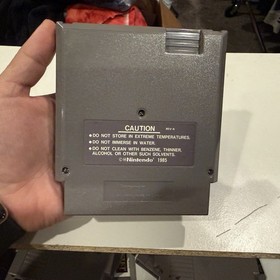 CAUTION
• DO NOT STORE IN EXTREME TEMPERATURES.
• DO NOT IMMERSE IN WATER.
• DO NOT CLEAN WITH BENZENE, THINNER,
ALCOHOL OR OTHER SUCH SOLVENTS.
©®Nintendo 1985